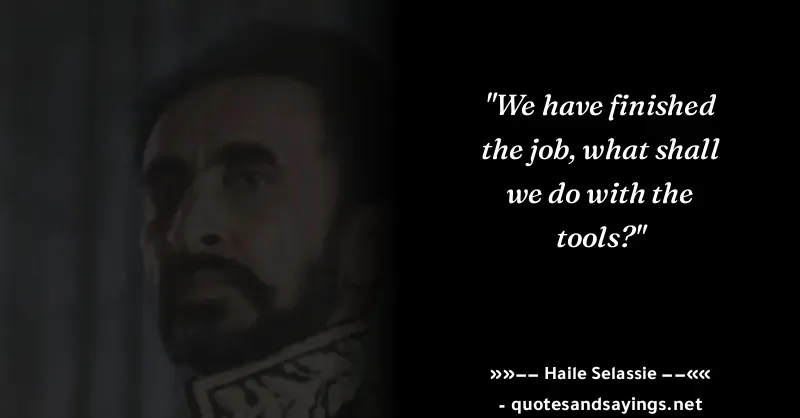 "We have finished
the job, what shall
we do with the
tools?"
»»−− Haile Selassie −−««
- quotesandsayings.net